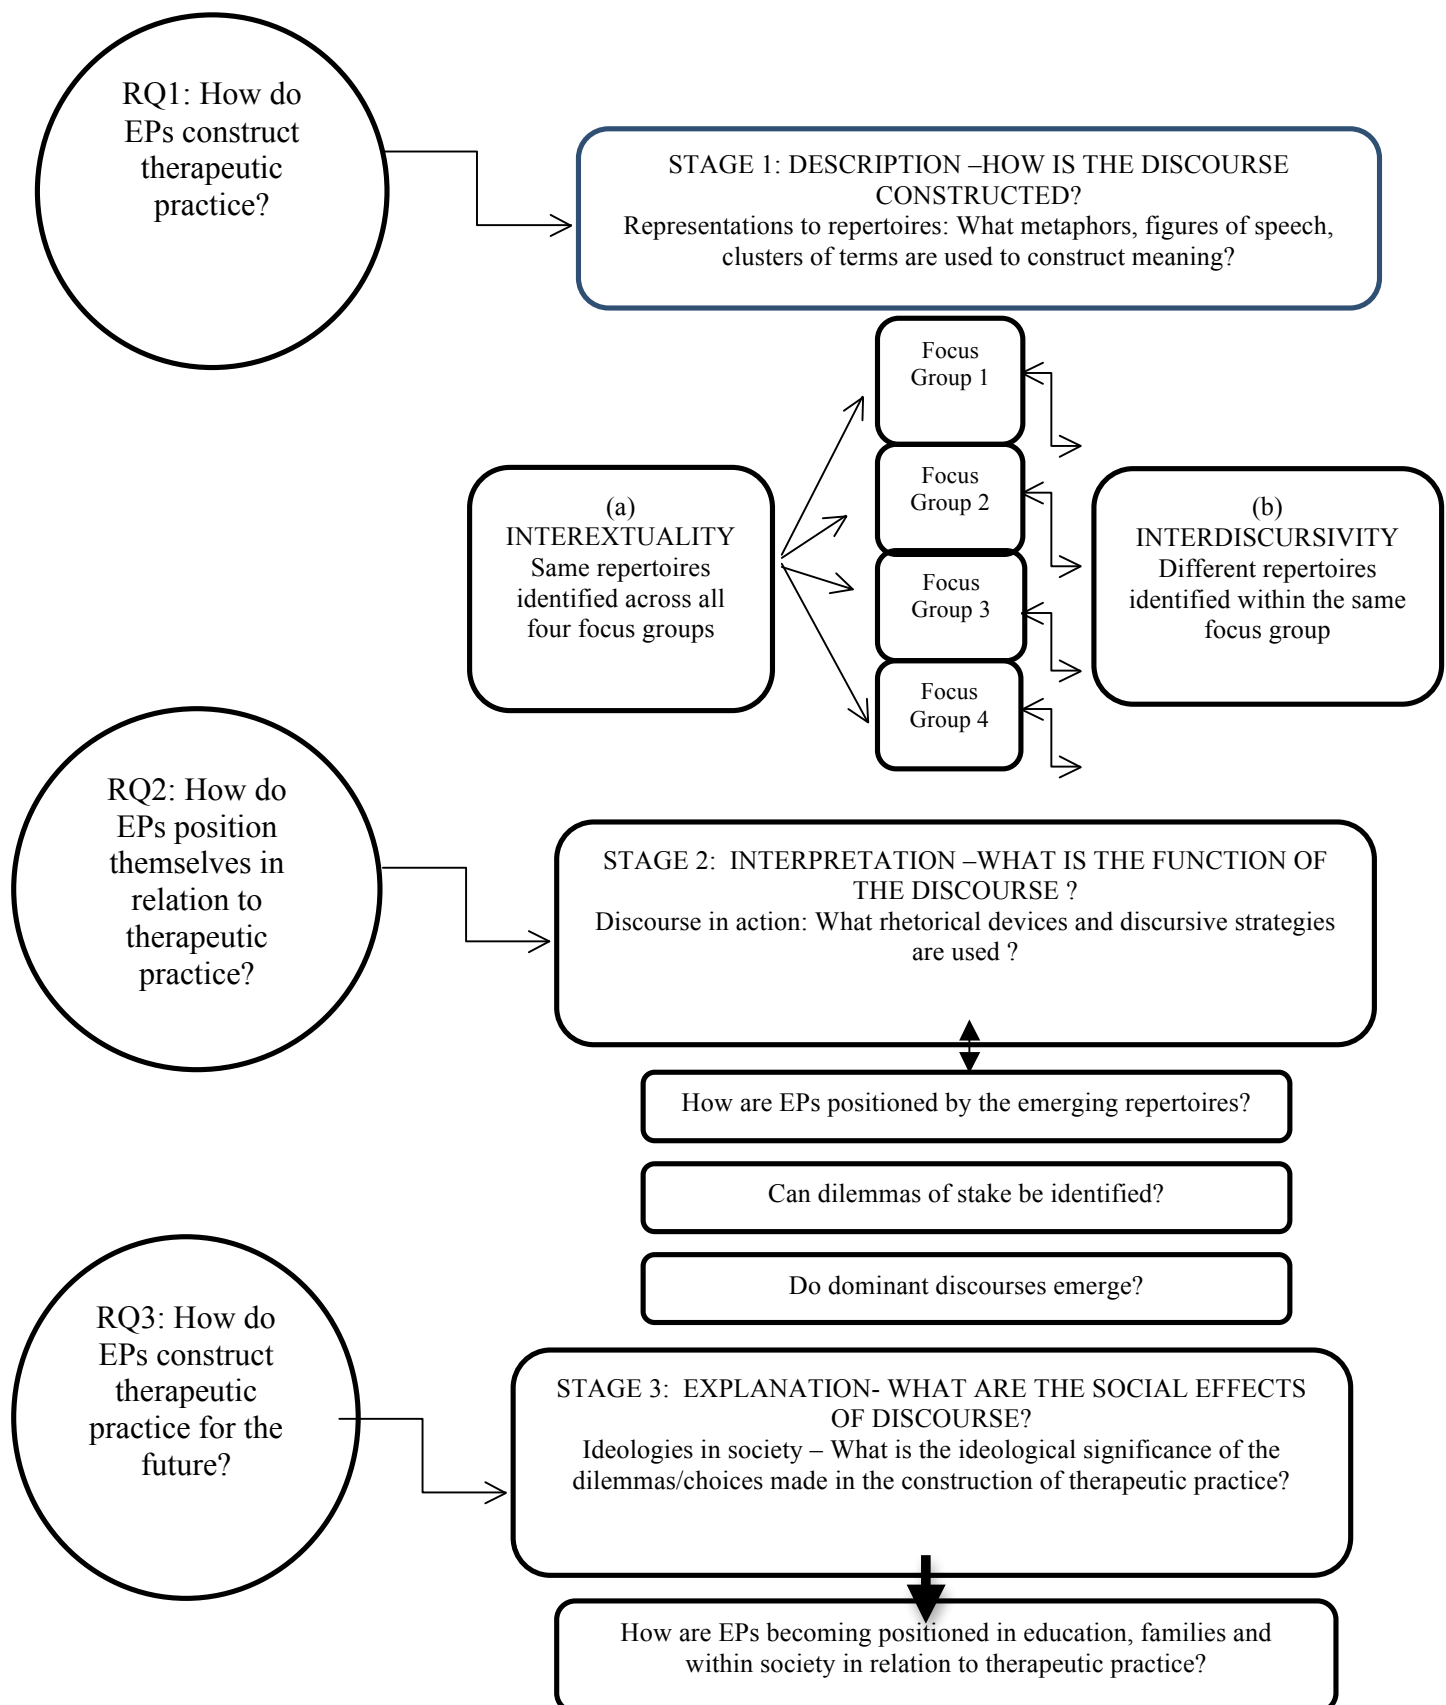 RQ1: How do
EPs construct
therapeutic
practice?
STAGE 1: DESCRIPTION –HOW IS THE DISCOURSE
CONSTRUCTED?
Representations to repertoires: What metaphors, figures of speech,
clusters of terms are used to construct meaning?
Focus
Group 1
Focus
Group 2
Focus
Group 3
Focus
Group 4
(a)
INTEREXTUALITY
Same repertoires
identified across all
four focus groups
(b)
INTERDISCURSIVITY
Different repertoires
identified within the same
focus group
RQ2: How do
EPs position
themselves in
relation to
therapeutic
practice?
STAGE 2:  INTERPRETATION –WHAT IS THE FUNCTION OF
THE DISCOURSE ?
Discourse in action: What rhetorical devices and discursive strategies
are used ?
How are EPs positioned by the emerging repertoires?
Can dilemmas of stake be identified?
Do dominant discourses emerge?
RQ3: How do
EPs construct
therapeutic
practice for the
future?
STAGE 3:  EXPLANATION- WHAT ARE THE SOCIAL EFFECTS
OF DISCOURSE?
Ideologies in society – What is the ideological significance of the
dilemmas/choices made in the construction of therapeutic practice?
How are EPs becoming positioned in education, families and
within society in relation to therapeutic practice?